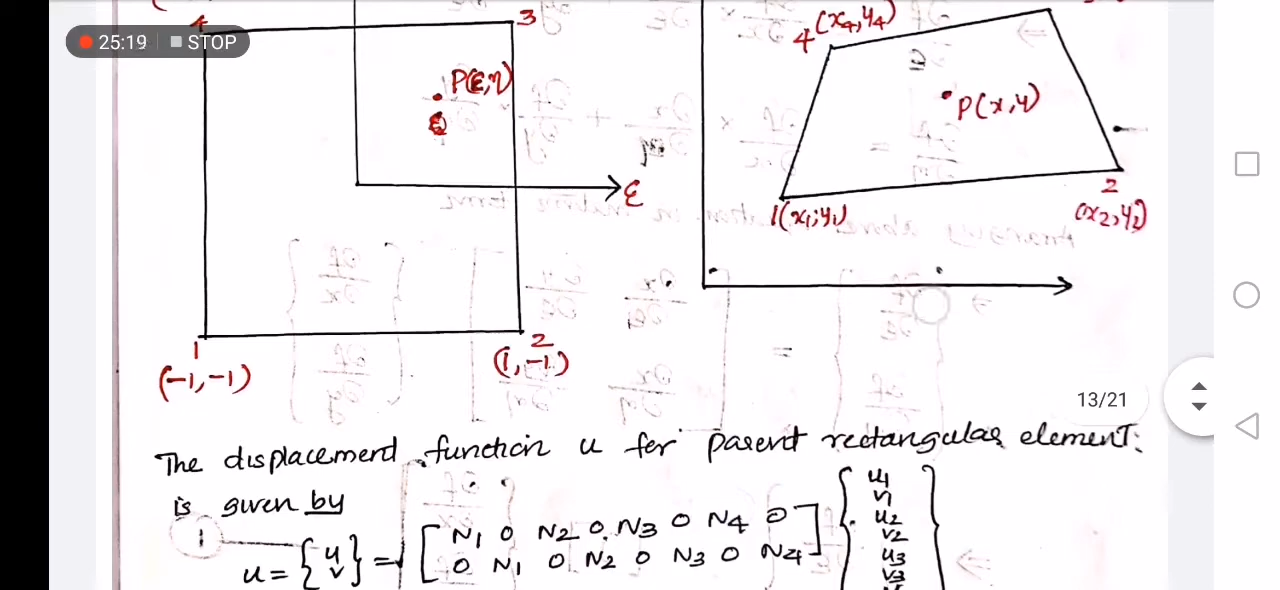 4
3
25:19 STOP
P(ε,η)
ε
1
(-1,-1)
2
(1,-1)
4 (x4,y4)
P(x,y)
1(x1,y1)
2
(x2,y2)
13/21
The displacement function u for parent rectangular element:
is given by
1
u = { u v } = [ N1 0 N2 0 N3 0 N4 0
0 N1 0 N2 0 N3 0 N4 ]
u1
v1
u2
v2
u3
v3